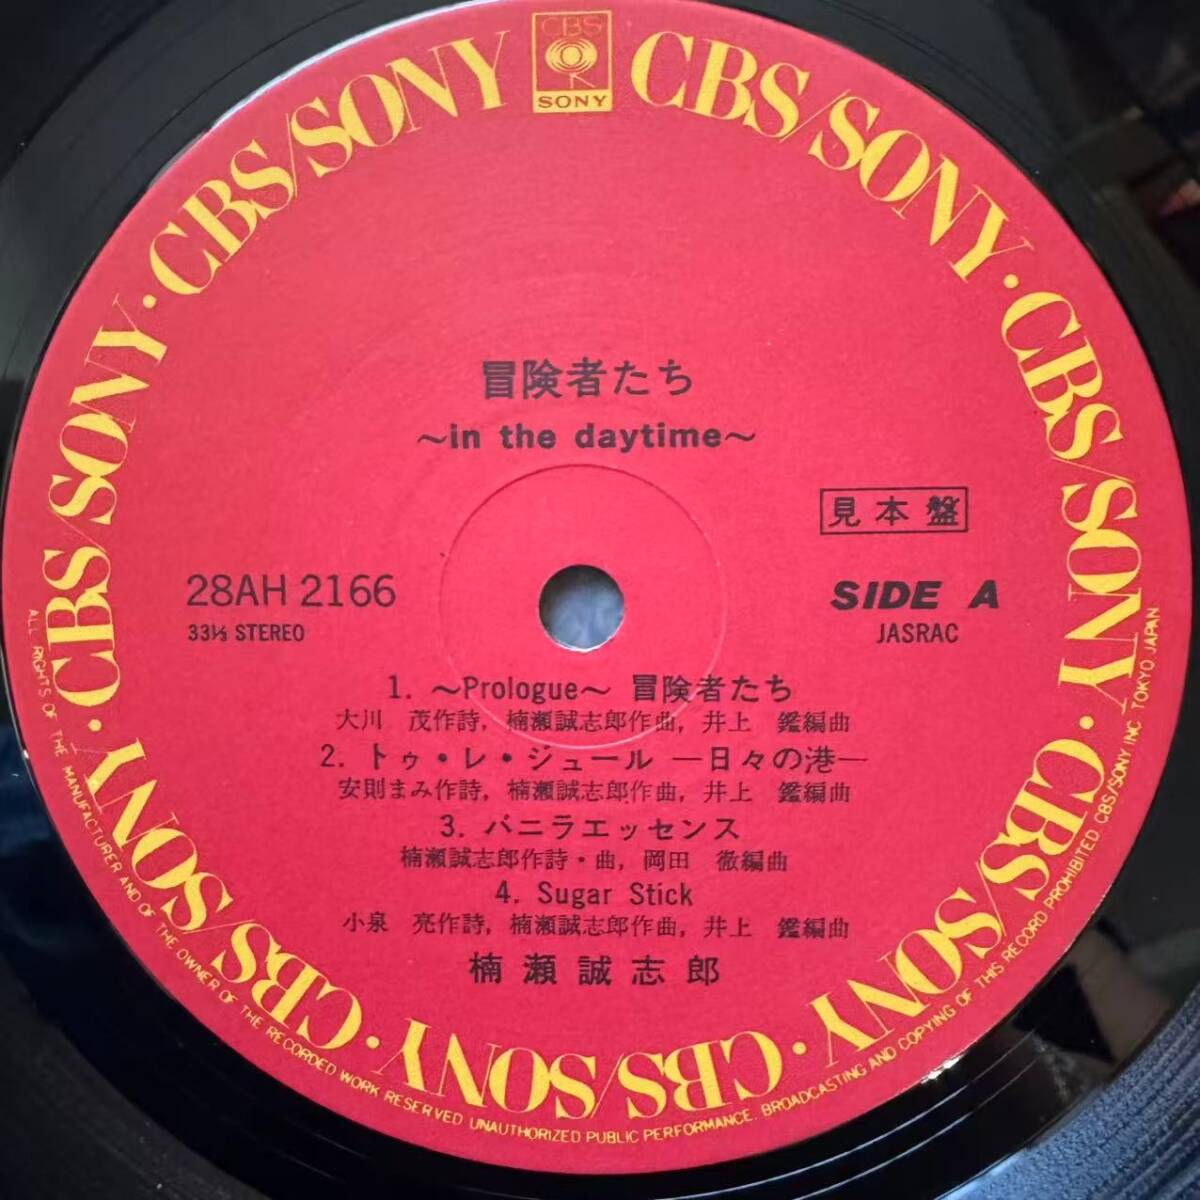 CBS
SONY
CBS/SONY · CBS/SONY · CBS/SONY · CBS/SONY · CBS/SONY · CBS/SONY · CBS/SONY · CBS/SONY · CBS/SONY · CBS/SONY
冒険者たち
〜in the daytime〜
見本盤
28AH 2166
SIDE A
33⅓ STEREO
JASRAC
1. 〜Prologue〜 冒険者たち
大川 茂作詩, 楠瀬誠志郎作曲, 井上 鑑編曲
2. トゥ・レ・ジュール ―日々の港―
安則まみ作詩, 楠瀬誠志郎作曲, 井上 鑑編曲
3. バニラエッセンス
楠瀬誠志郎作詩・曲, 岡田 徹編曲
4. Sugar Stick
小泉 亮作詩, 楠瀬誠志郎作曲, 井上 鑑編曲
楠瀬誠志郎
ALL RIGHTS OF THE MANUFACTURER AND OF THE OWNER OF THE RECORDED WORK RESERVED UNAUTHORIZED PUBLIC PERFORMANCE. BROADCASTING AND COPYING OF THIS RECORD PROHIBITED CBS/SONY INC. TOKYO JAPAN